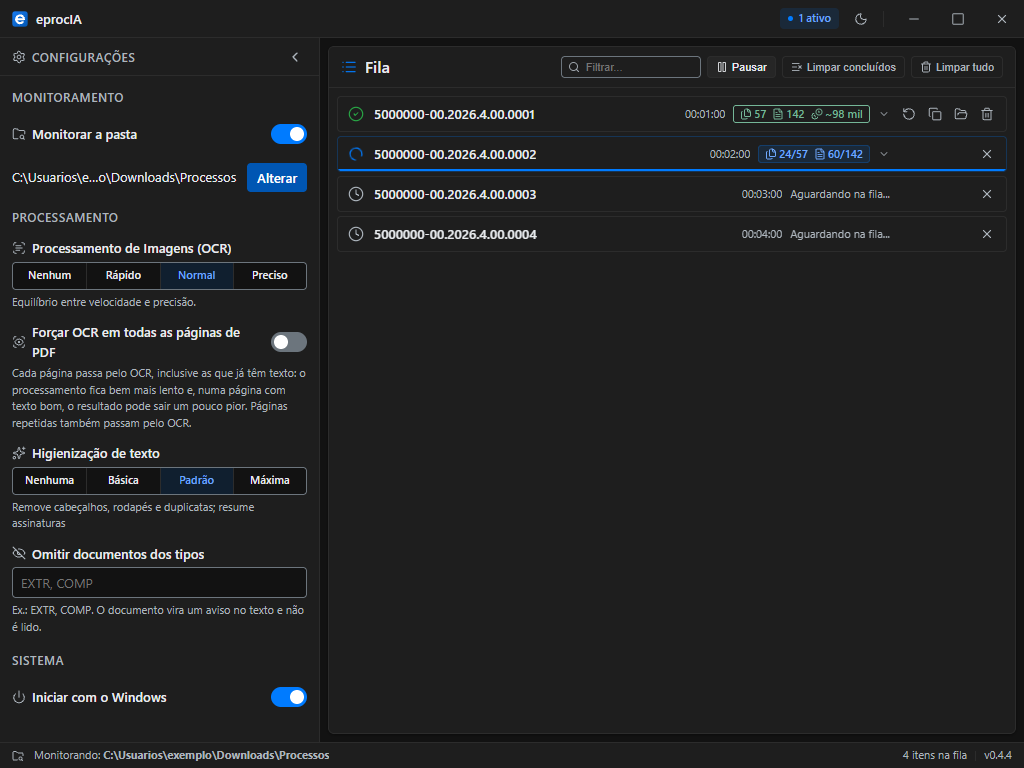 eprocIA
1 ativo
CONFIGURAÇÕES
MONITORAMENTO
Monitorar a pasta
C:\Usuarios\e...o\Downloads\Processos
Alterar
PROCESSAMENTO
Processamento de Imagens (OCR)
Nenhum Rápido Normal Preciso
Equilíbrio entre velocidade e precisão.
Forçar OCR em todas as páginas de
PDF
Cada página passa pelo OCR, inclusive as que já têm texto: o
processamento fica bem mais lento e, numa página com
texto bom, o resultado pode sair um pouco pior. Páginas
repetidas também passam pelo OCR.
Higienização de texto
Nenhuma Básica Padrão Máxima
Remove cabeçalhos, rodapés e duplicatas; resume
assinaturas
Omitir documentos dos tipos
EXTR, COMP
Ex.: EXTR, COMP. O documento vira um aviso no texto e não
é lido.
SISTEMA
Iniciar com o Windows
Fila
Filtrar...
Pausar
Limpar concluídos
Limpar tudo
5000000-00.2026.4.00.0001 00:01:00 57 142 ~98 mil
5000000-00.2026.4.00.0002 00:02:00 24/57 60/142
5000000-00.2026.4.00.0003 00:03:00 Aguardando na fila...
5000000-00.2026.4.00.0004 00:04:00 Aguardando na fila...
Monitorando: C:\Usuarios\exemplo\Downloads\Processos
4 itens na fila v0.4.4